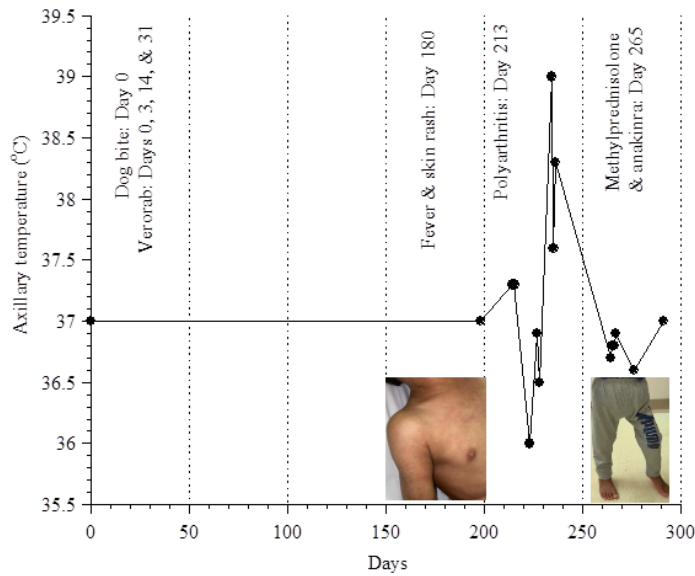 39.5
39
38.5
38
37.5
37
36.5
36
35.5
Axillary temperature (°C)
Dog bite: Day 0
Verorab: Days 0, 3, 14, & 31
Fever & skin rash: Day 180
Polyarthritis: Day 213
Methylprednisolone
& anakinra: Day 265
0 50 100 150 200 250 300
Days